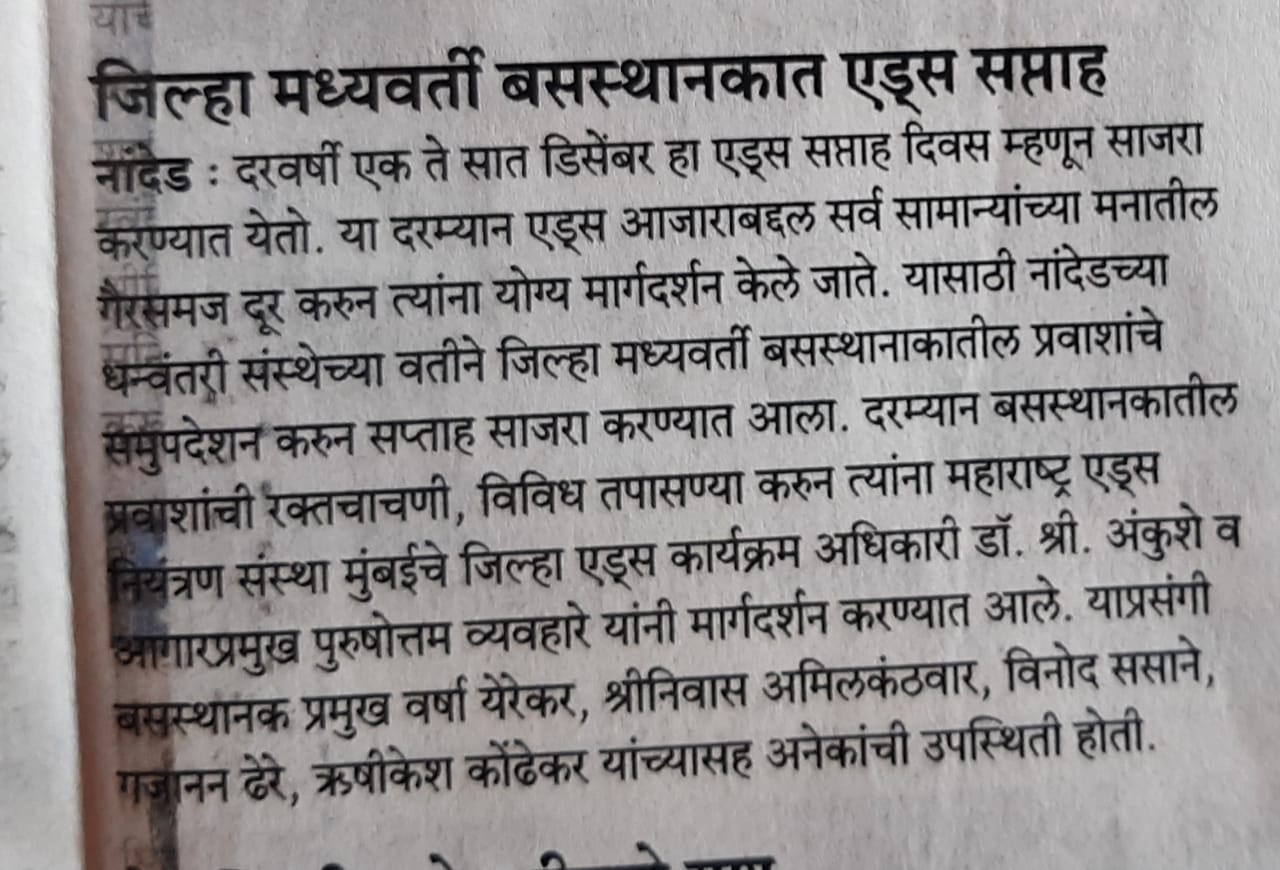 जिल्हा मध्यवर्ती बसस्थानकात एड्स सप्ताह
नांदेड : दरवर्षी एक ते सात डिसेंबर हा एड्स सप्ताह दिवस म्हणून साजरा
करण्यात येतो. या दरम्यान एड्स आजाराबद्दल सर्व सामान्यांच्या मनातील
गैरसमज दूर करुन त्यांना योग्य मार्गदर्शन केले जाते. यासाठी नांदेडच्या
धन्वंतरी संस्थेच्या वतीने जिल्हा मध्यवर्ती बसस्थानाकातील प्रवाशांचे
समुपदेशन करुन सप्ताह साजरा करण्यात आला. दरम्यान बसस्थानकातील
प्रवाशांची रक्तचाचणी, विविध तपासण्या करुन त्यांना महाराष्ट्र एड्स
नियंत्रण संस्था मुंबईचे जिल्हा एड्स कार्यक्रम अधिकारी डॉ. श्री. अंकुशे व
आगारप्रमुख पुरुषोत्तम व्यवहारे यांनी मार्गदर्शन करण्यात आले. याप्रसंगी
बसस्थानक प्रमुख वर्षा येरेकर, श्रीनिवास अमिलकंठवार, विनोद ससाने,
गजानन ढेरे, ऋषीकेश कोंढेकर यांच्यासह अनेकांची उपस्थिती होती.